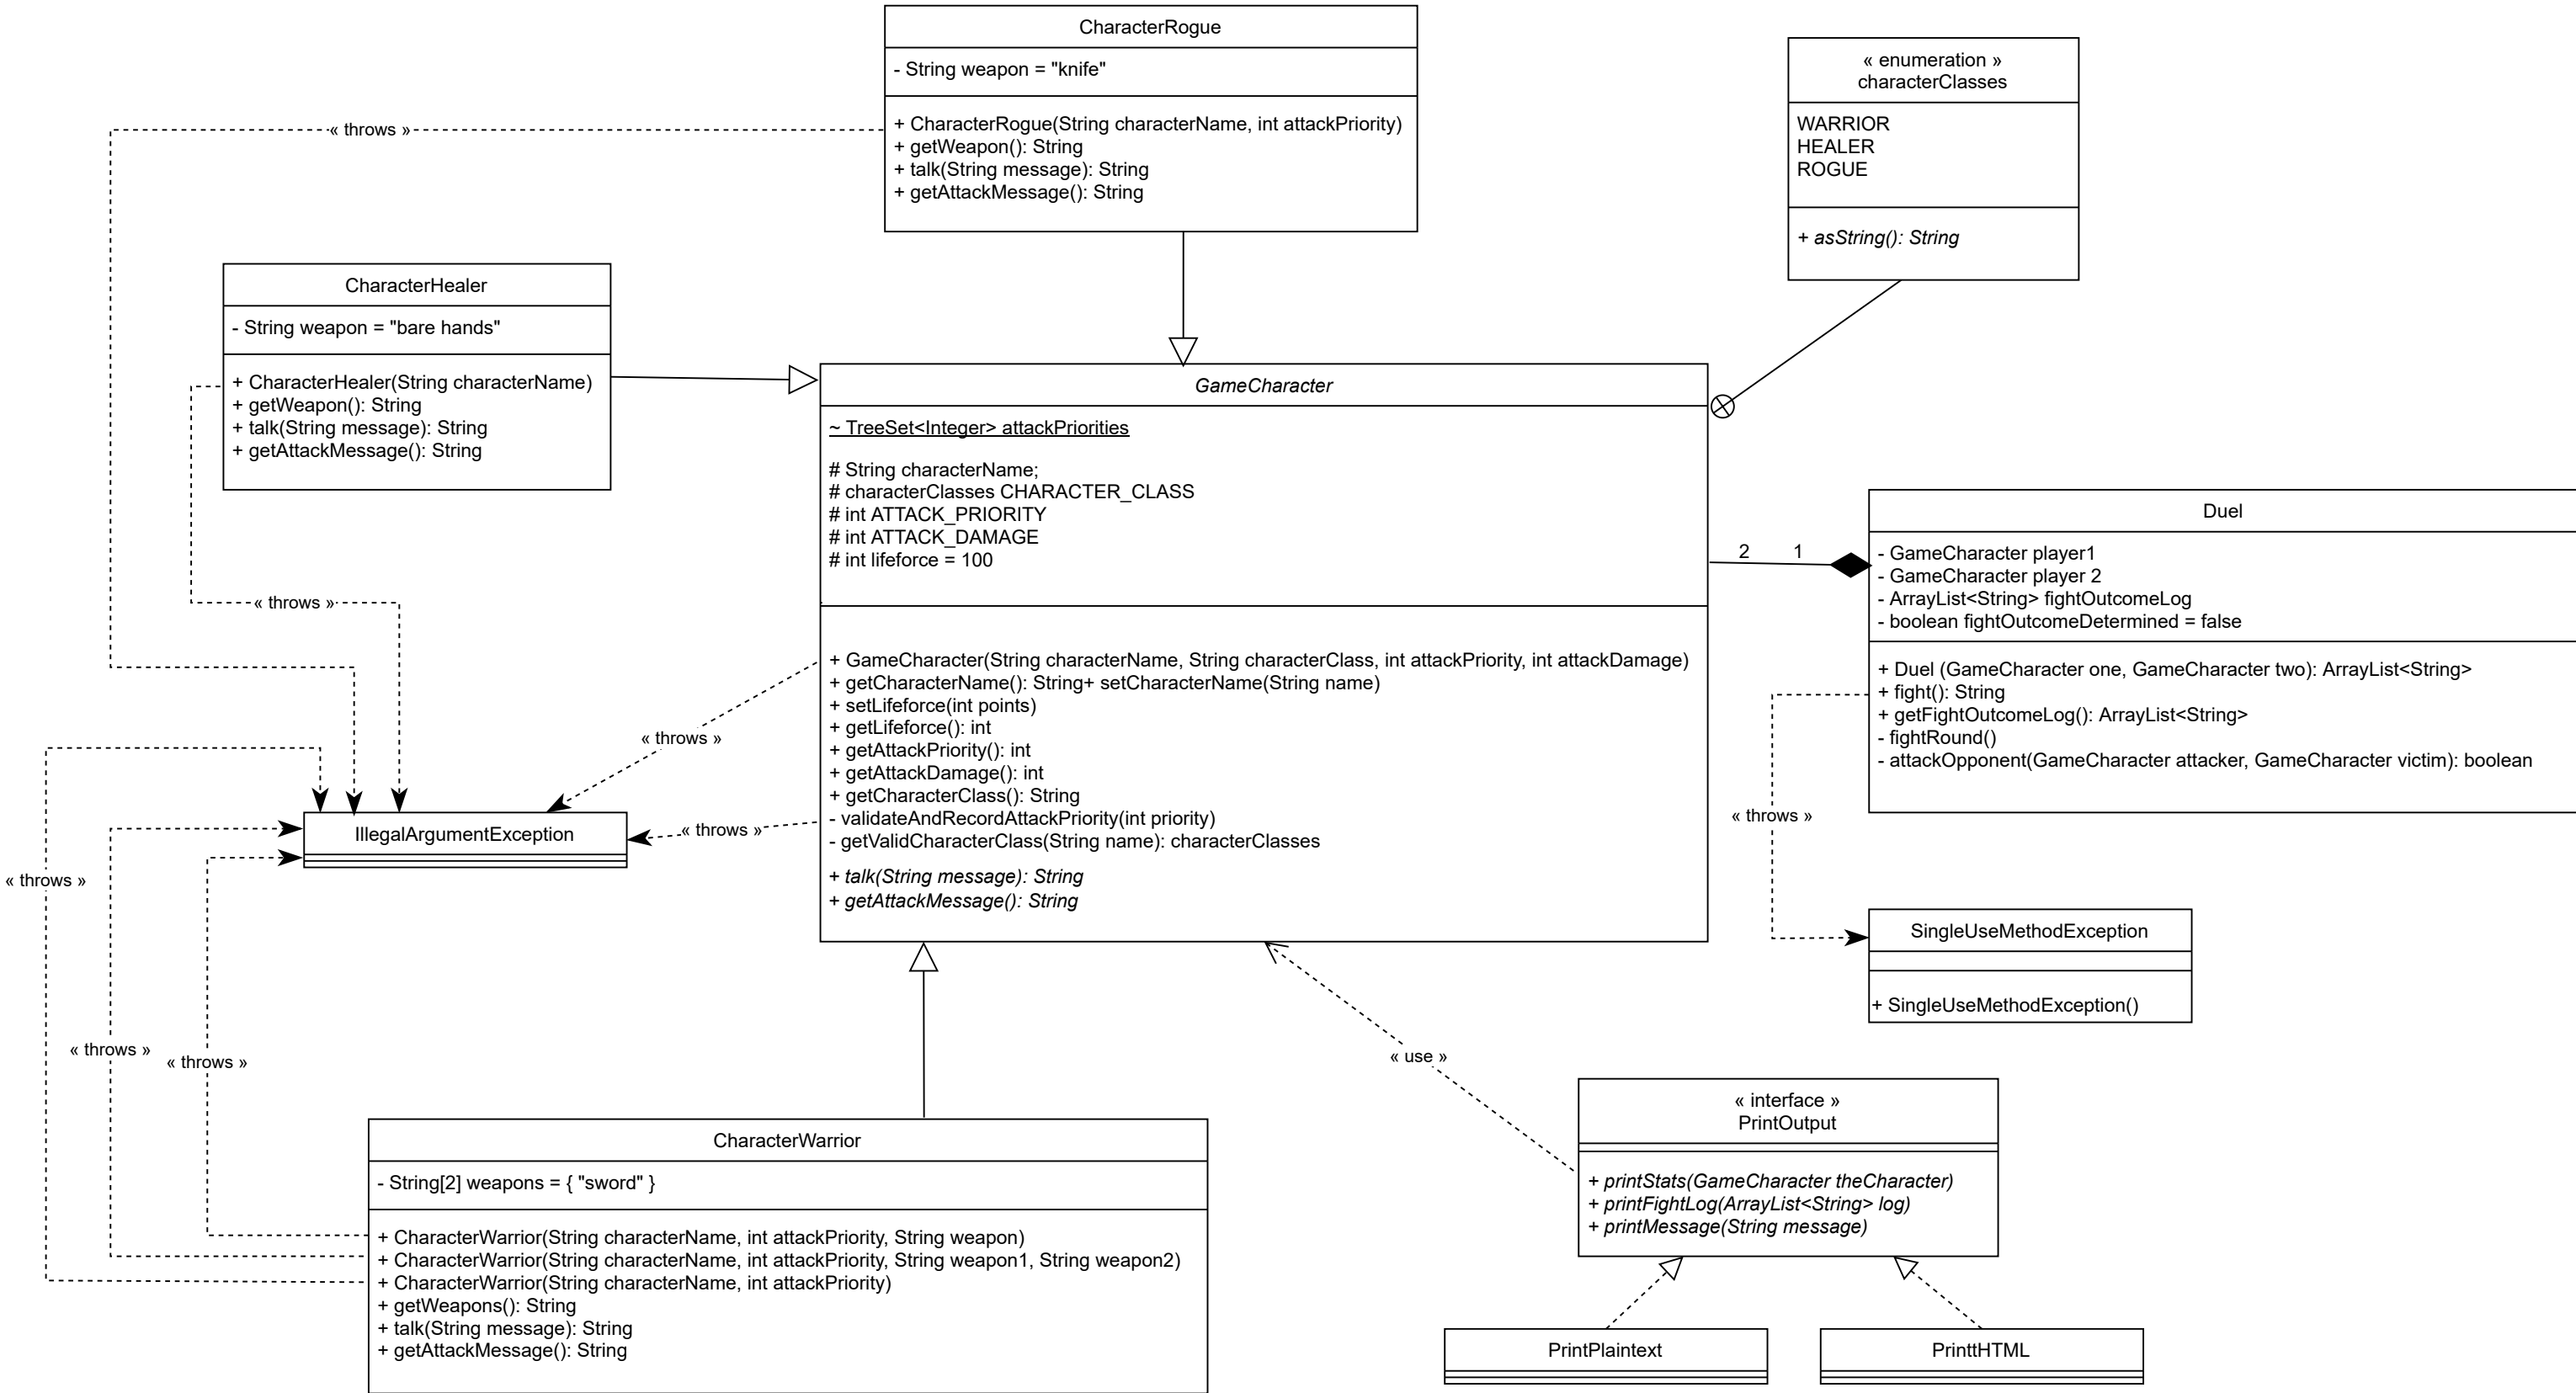 CharacterRogue
- String weapon = "knife"
+ CharacterRogue(String characterName, int attackPriority)
+ getWeapon(): String
+ talk(String message): String
+ getAttackMessage(): String
« enumeration »
characterClasses
WARRIOR
HEALER
ROGUE
+ asString(): String
« throws »
CharacterHealer
- String weapon = "bare hands"
+ CharacterHealer(String characterName)
+ getWeapon(): String
+ talk(String message): String
+ getAttackMessage(): String
« throws »
GameCharacter
~ TreeSet<Integer> attackPriorities
# String characterName;
# characterClasses CHARACTER_CLASS
# int ATTACK_PRIORITY
# int ATTACK_DAMAGE
# int lifeforce = 100
+ GameCharacter(String characterName, String characterClass, int attackPriority, int attackDamage)
+ getCharacterName(): String+ setCharacterName(String name)
+ setLifeforce(int points)
+ getLifeforce(): int
+ getAttackPriority(): int
+ getAttackDamage(): int
+ getCharacterClass(): String
- validateAndRecordAttackPriority(int priority)
- getValidCharacterClass(String name): characterClasses
+ talk(String message): String
+ getAttackMessage(): String
2 1
Duel
- GameCharacter player1
- GameCharacter player 2
- ArrayList<String> fightOutcomeLog
- boolean fightOutcomeDetermined = false
+ Duel (GameCharacter one, GameCharacter two): ArrayList<String>
+ fight(): String
+ getFightOutcomeLog(): ArrayList<String>
- fightRound()
- attackOpponent(GameCharacter attacker, GameCharacter victim): boolean
« throws »
« throws »
« throws »
IllegalArgumentException
« throws »
« throws »
« throws »
SingleUseMethodException
+ SingleUseMethodException()
« use »
CharacterWarrior
- String[2] weapons = { "sword" }
+ CharacterWarrior(String characterName, int attackPriority, String weapon)
+ CharacterWarrior(String characterName, int attackPriority, String weapon1, String weapon2)
+ CharacterWarrior(String characterName, int attackPriority)
+ getWeapons(): String
+ talk(String message): String
+ getAttackMessage(): String
« interface »
PrintOutput
+ printStats(GameCharacter theCharacter)
+ printFightLog(ArrayList<String> log)
+ printMessage(String message)
PrintPlaintext
PrinttHTML